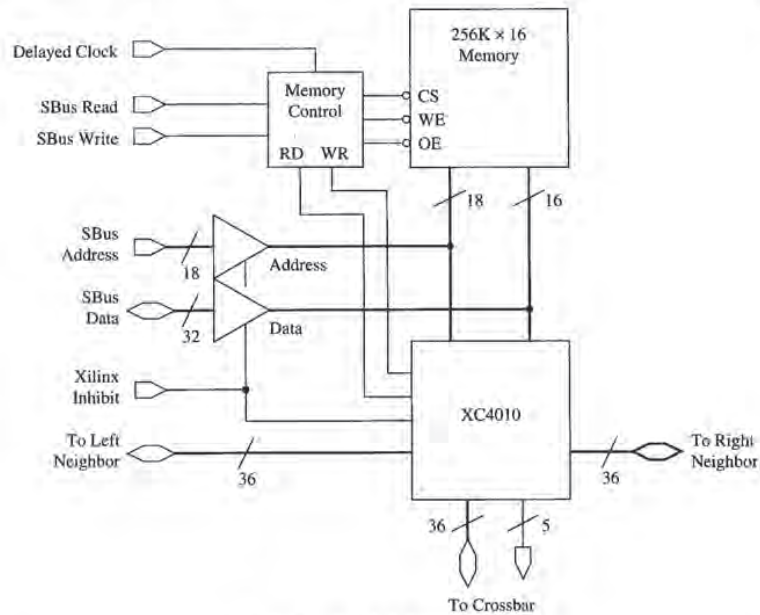 256K × 16
Memory
Delayed Clock
Memory
Control
CS
SBus Read
WE
SBus Write
OE
RD WR
18
16
SBus
Address
18
Address
SBus
Data
32
Data
Xilinx
Inhibit
XC4010
To Left
Neighbor
36
To Right
Neighbor
36
36
5
To Crossbar